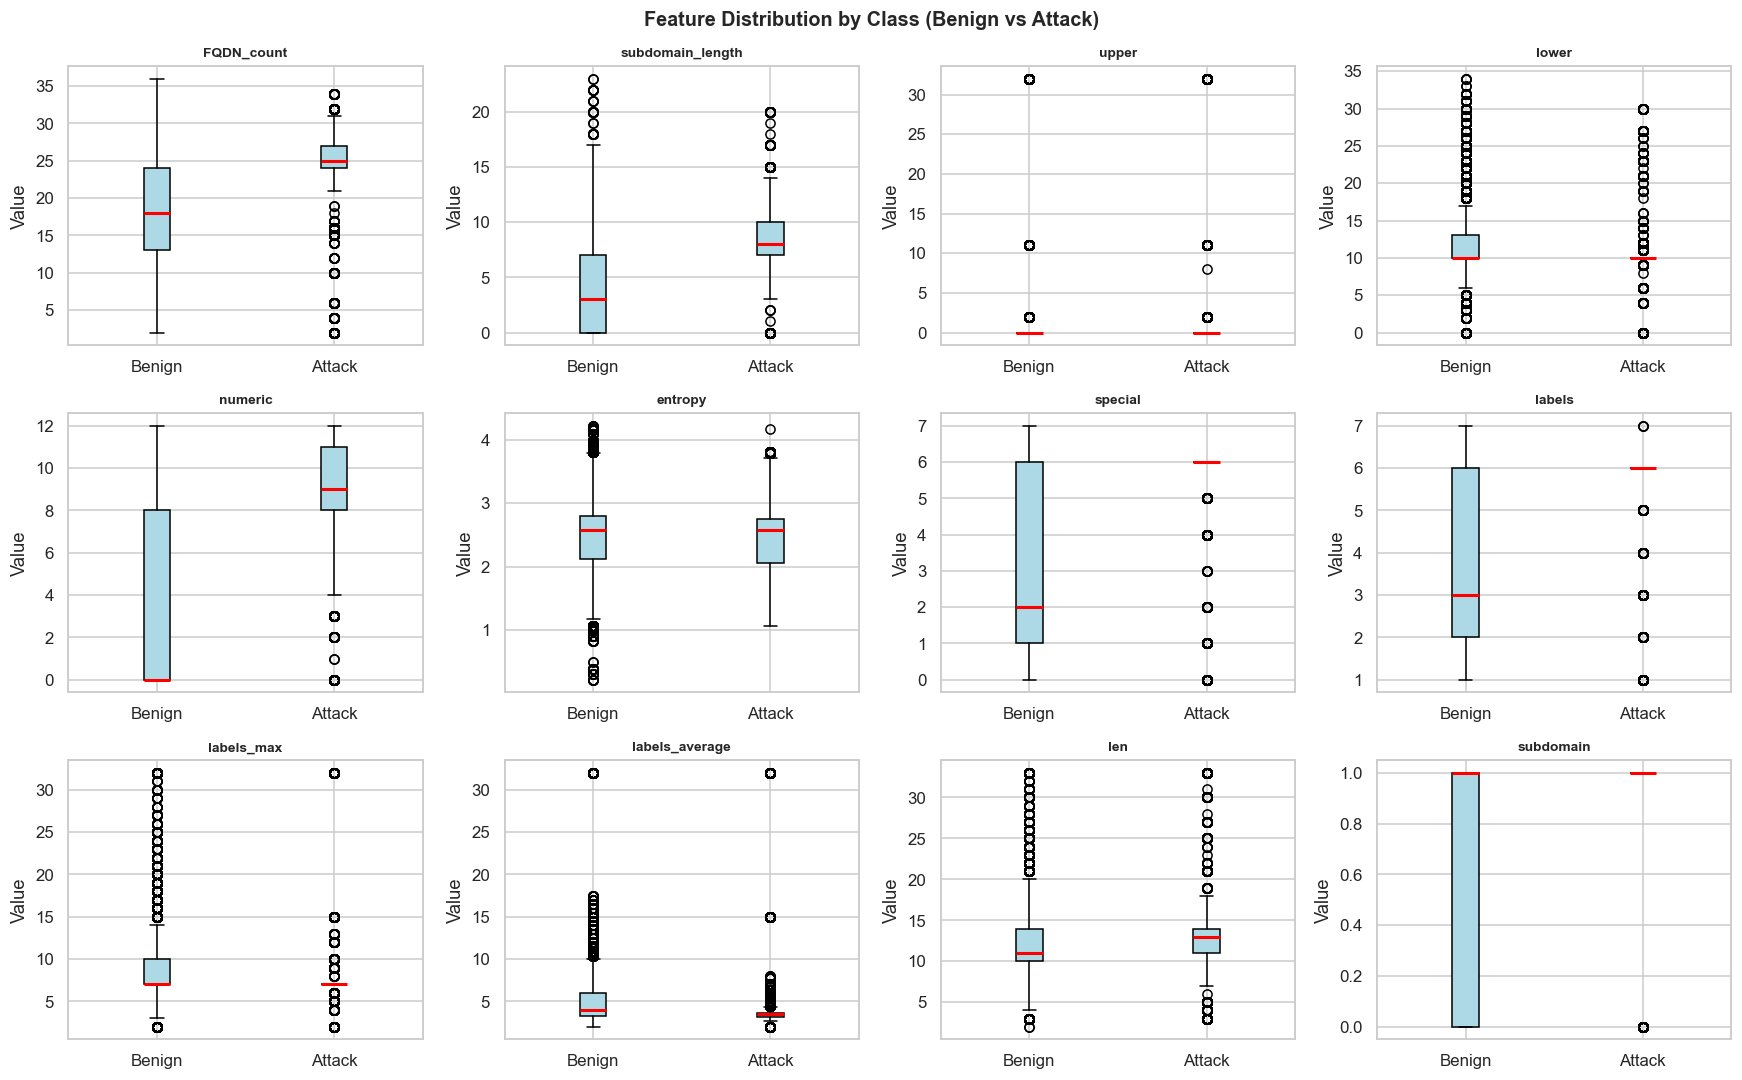 Feature Distribution by Class (Benign vs Attack)
FQDN_count
subdomain_length
upper
lower
Value
35
30
25
20
15
10
5
Benign
Attack
Value
20
15
10
5
0
Benign
Attack
30
25
20
15
10
5
0
Benign
Attack
Value
35
30
25
20
15
10
5
0
Benign
Attack
numeric
entropy
special
labels
Value
12
10
8
6
4
2
0
Benign
Attack
Value
4
3
2
1
Benign
Attack
Value
7
6
5
4
3
2
1
0
Benign
Attack
Value
7
6
5
4
3
2
1
Benign
Attack
labels_max
labels_average
len
subdomain
Value
30
25
20
15
10
5
Benign
Attack
Value
30
25
20
15
10
5
Benign
Attack
Value
30
25
20
15
10
5
Benign
Attack
Value
1.0
0.8
0.6
0.4
0.2
0.0
Benign
Attack